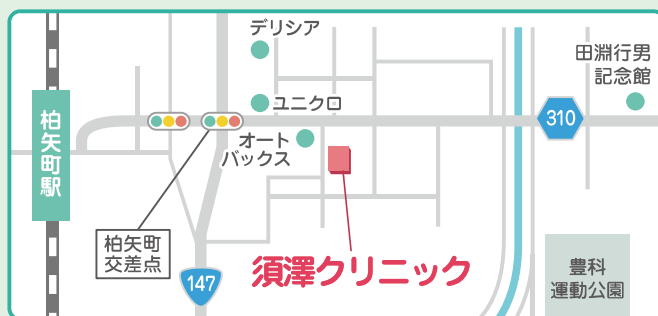 デリシア
田淵行男
記念館
ユニクロ
310
柏矢町駅
オート
バックス
柏矢町
交差点
須澤クリニック
147
豊科
運動公園